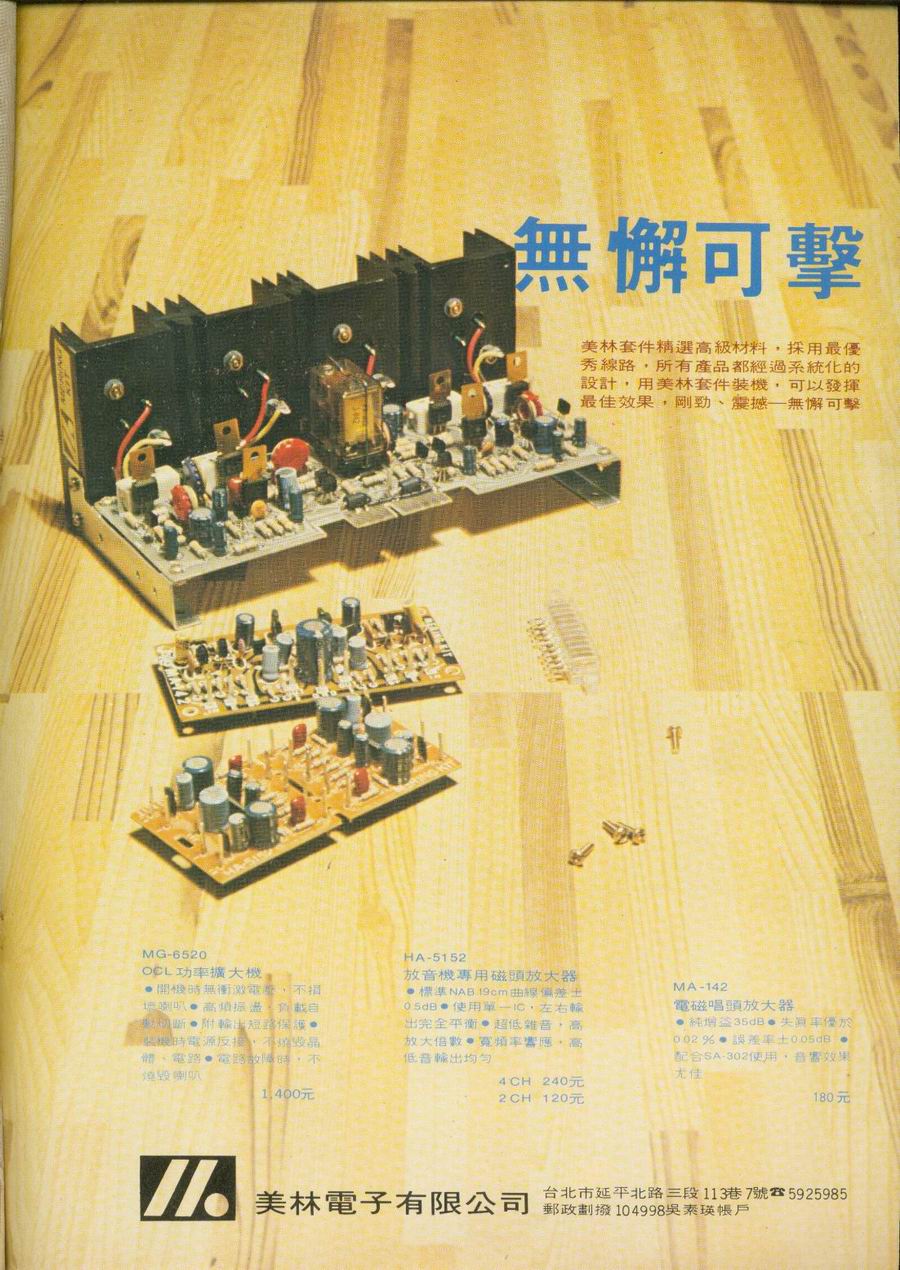 無懈可擊
美林套件精選高級材料，採用最優
秀線路，所有產品都經過系統化的
設計，用美林套件裝機，可以發揮
最佳效果，剛勁、震撼—無懈可擊
MG-6520
OCL功率擴大機
●開機時無衝激電壓，不損
壞喇叭●高頻振盪，負載自
動切斷●附輸出短路保護●
裝機時電源反接，不燒毀晶
體、電路●電路故障時，不
燒毀喇叭
1,400元
HA-5152
放音機專用磁頭放大器
●標準NAB 19cm曲線偏差±
0.5dB●使用單一IC，左右輸
出完全平衡●超低雜音，高
放大倍數●寬頻率響應，高
低音輸出均勻
4CH 240元
2CH 120元
MA-142
電磁唱頭放大器
●純增益35dB●失真率優於
0.02%●誤差率±0.05dB●
配合SA-302使用，音響效果
尤佳
180元
美林電子有限公司
台北市延平北路三段113巷7號☎5925985
郵政劃撥104998吳素瑛帳戶